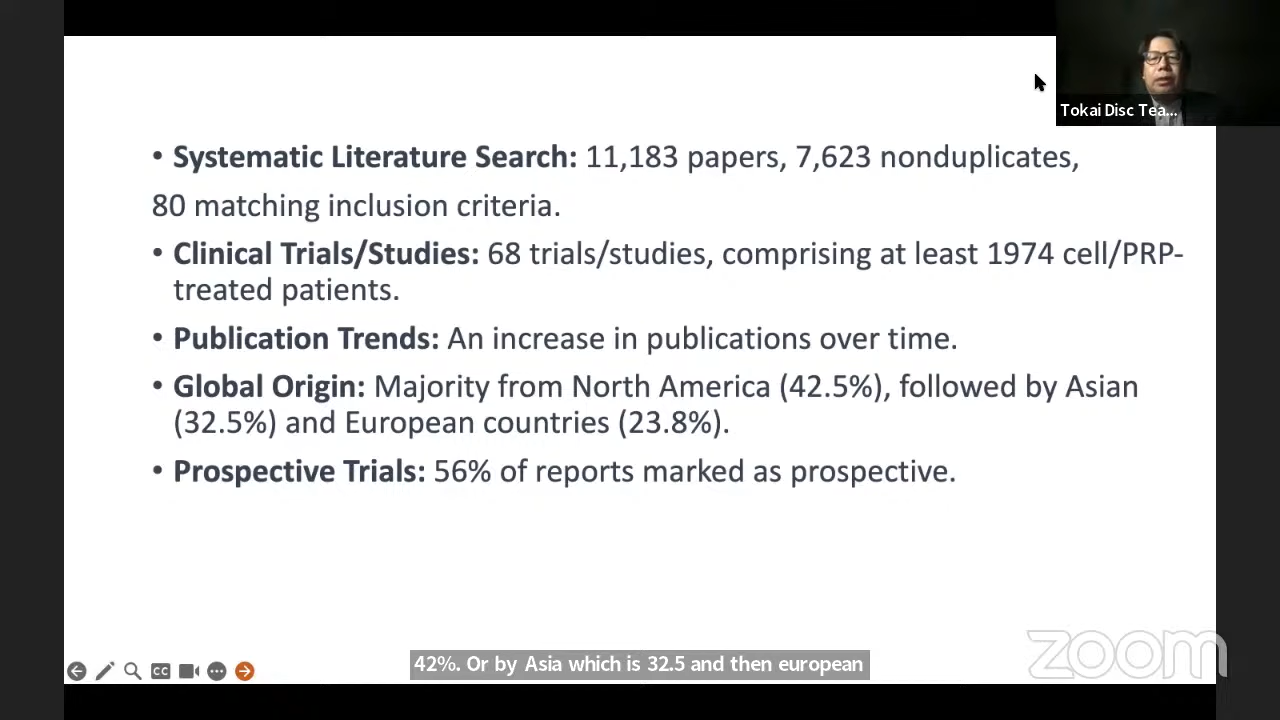 Tokai Disc Tea...
• Systematic Literature Search: 11,183 papers, 7,623 nonduplicates,
80 matching inclusion criteria.
• Clinical Trials/Studies: 68 trials/studies, comprising at least 1974 cell/PRP-
treated patients.
• Publication Trends: An increase in publications over time.
• Global Origin: Majority from North America (42.5%), followed by Asian
(32.5%) and European countries (23.8%).
• Prospective Trials: 56% of reports marked as prospective.
CC
42%. Or by Asia which is 32.5 and then european
zoom